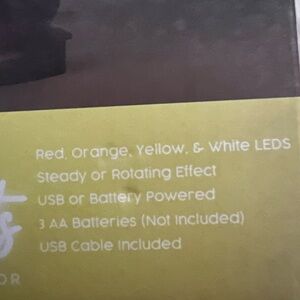 Red, Orange, Yellow, & White LEDS
Steady or Rotating Effect
USB or Battery Powered
3 AA Batteries (Not Included)
USB Cable Included
OR